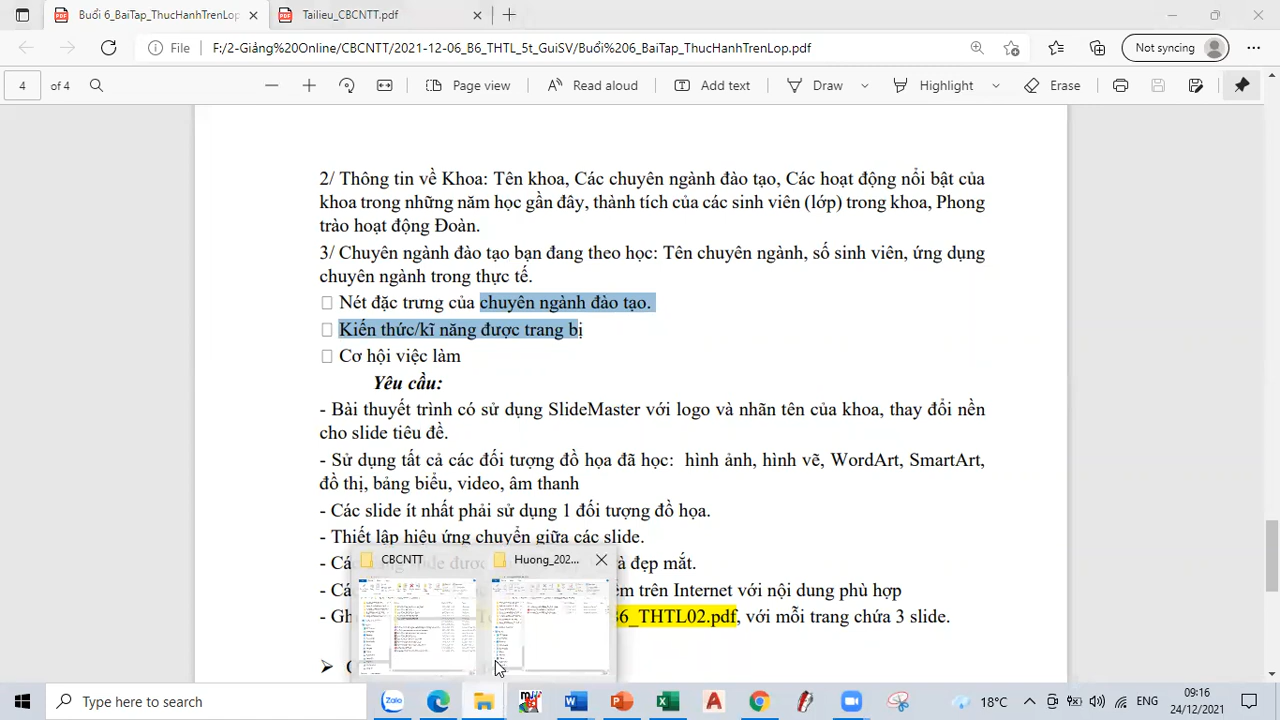 Buổi 6_BaiTap_ThucHanhTrenLop
Tailieu_CBCNTT.pdf
File
F:/2-Giảng%20Online/CBCNTT/2021-12-06_B6_THTL_5t_GuiSV/Buổi%206_BaiTap_ThucHanhTrenLop.pdf
Not syncing
4 of 4
Page view
Read aloud
Add text
Draw
Highlight
Erase
2/ Thông tin về Khoa: Tên khoa, Các chuyên ngành đào tạo, Các hoạt động nổi bật của
khoa trong những năm học gần đây, thành tích của các sinh viên (lớp) trong khoa, Phong
trào hoạt động Đoàn.
3/ Chuyên ngành đào tạo bạn đang theo học: Tên chuyên ngành, số sinh viên, ứng dụng
chuyên ngành trong thực tế.
Nét đặc trưng của chuyên ngành đào tạo.
Kiến thức/kĩ năng được trang bị
Cơ hội việc làm
Yêu cầu:
- Bài thuyết trình có sử dụng SlideMaster với logo và nhãn tên của khoa, thay đổi nền
cho slide tiêu đề.
- Sử dụng tất cả các đối tượng đồ họa đã học: hình ảnh, hình vẽ, WordArt, SmartArt,
đồ thị, bảng biểu, video, âm thanh
- Các slide ít nhất phải sử dụng 1 đối tượng đồ họa.
- Thiết lập hiệu ứng chuyển giữa các slide.
CBCNTT
Huong_202...
à đẹp mắt.
êm trên Internet với nội dung phù hợp
36_THTL02.pdf, với mỗi trang chứa 3 slide.
Type here to search
18°C
ENG
09:16
24/12/2021